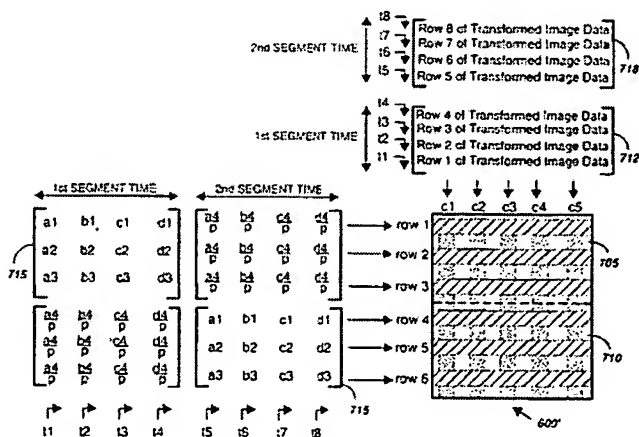 t8
Row 8 of Transformed Image Data
t7
Row 7 of Transformed Image Data
2nd SEGMENT TIME
t6
Row 6 of Transformed Image Data
718
t5
Row 5 of Transformed Image Data
t4
Row 4 of Transformed Image Data
t3
Row 3 of Transformed Image Data
1st SEGMENT TIME
t2
Row 2 of Transformed Image Data
712
t1
Row 1 of Transformed Image Data
1st SEGMENT TIME 2nd SEGMENT TIME
c1 c2 c3 c4 c5
a1 b1 c1 d1 a4/p b4/p c4/p d4/p row 1
705
715 a2 b2 c2 d2 a4/p b4/p c4/p d4/p row 2
a3 b3 c3 d3 a4/p b4/p c4/p d4/p row 3
a4/p b4/p c4/p d4/p a1 b1 c1 d1 row 4
710
a4/p b4/p c4/p d4/p a2 b2 c2 d2 row 5
a4/p b4/p c4/p d4/p a3 b3 c3 d3 row 6
715
600'
t1 t2 t3 t4 t5 t6 t7 t8